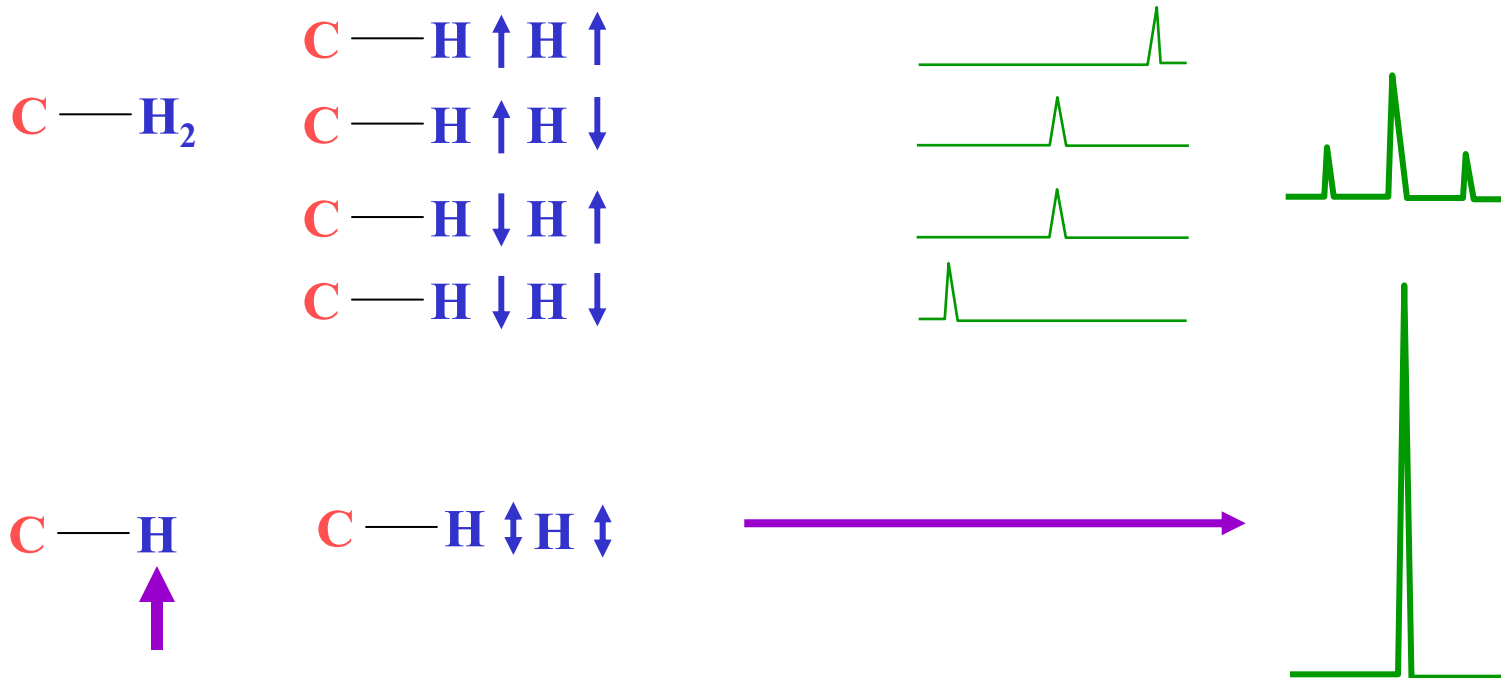 C H ↑ H ↑
C H₂
C H ↑ H ↓
C H ↓ H ↑
C H ↓ H ↓
C H
C H ↕ H ↕